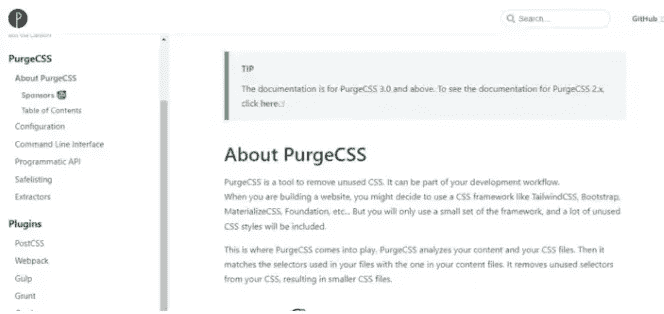 Search...
GitHub
PurgeCSS
About PurgeCSS
Sponsors
Table of Contents
Configuration
Command Line Interface
Programmatic API
Safelisting
Extractors
Plugins
PostCSS
Webpack
Gulp
Grunt
TIP
The documentation is for PurgeCSS 3.0 and above. To see the documentation for PurgeCSS 2.x,
click here
About PurgeCSS
PurgeCSS is a tool to remove unused CSS. It can be part of your development workflow.
When you are building a website, you might decide to use a CSS framework like TailwindCSS, Bootstrap,
MaterializeCSS, Foundation, etc... But you will only use a small set of the framework, and a lot of unused
CSS styles will be included.
This is where PurgeCSS comes into play. PurgeCSS analyzes your content and your CSS files. Then it
matches the selectors used in your files with the one in your content files. It removes unused selectors
from your CSS, resulting in smaller CSS files.